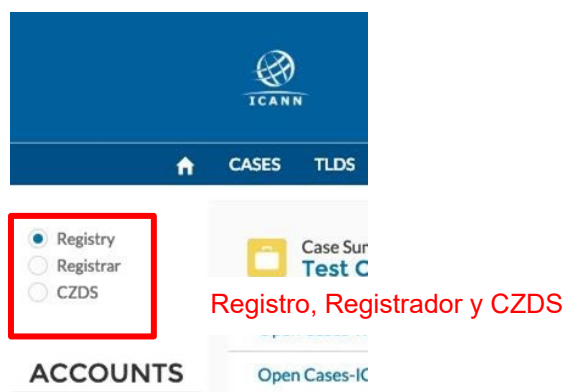 ICANN
CASES TLDS
Registry
Registrar
CZDS
Case Sur
Test C
Registro, Registrador y CZDS
ACCOUNTS
Open Cases-IC